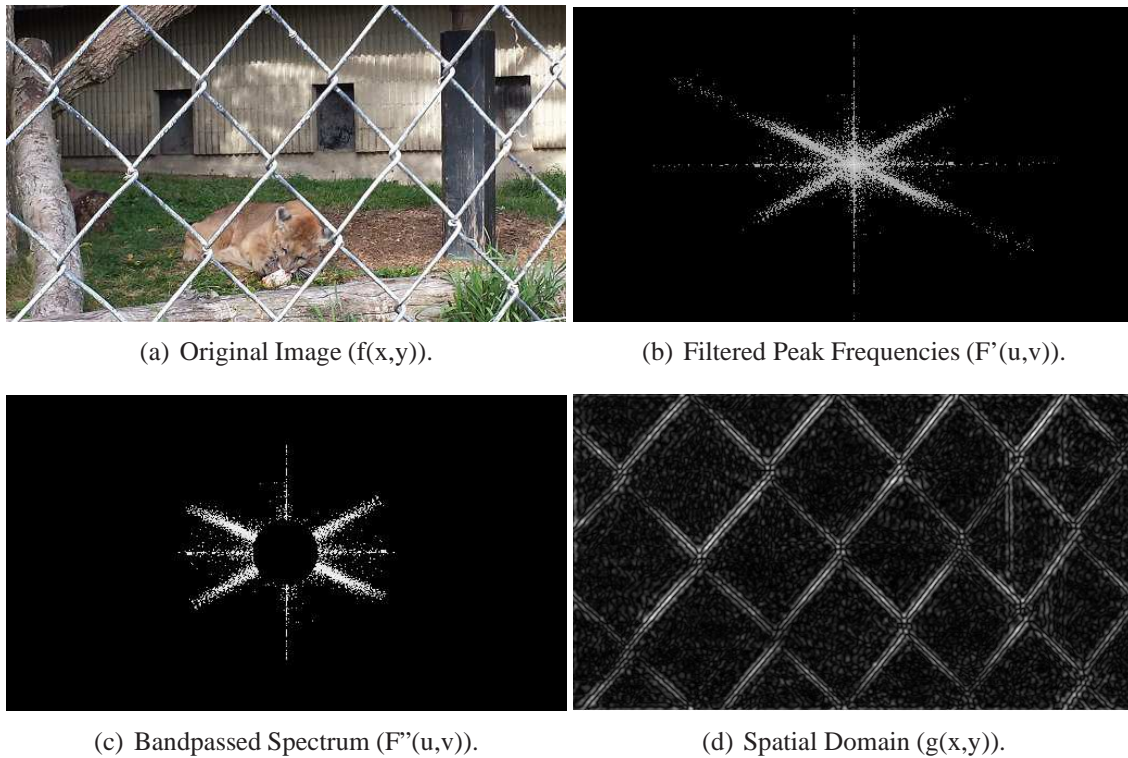 (a) Original Image (f(x,y)).
(b) Filtered Peak Frequencies (F'(u,v)).
(c) Bandpassed Spectrum (F"(u,v)).
(d) Spatial Domain (g(x,y)).